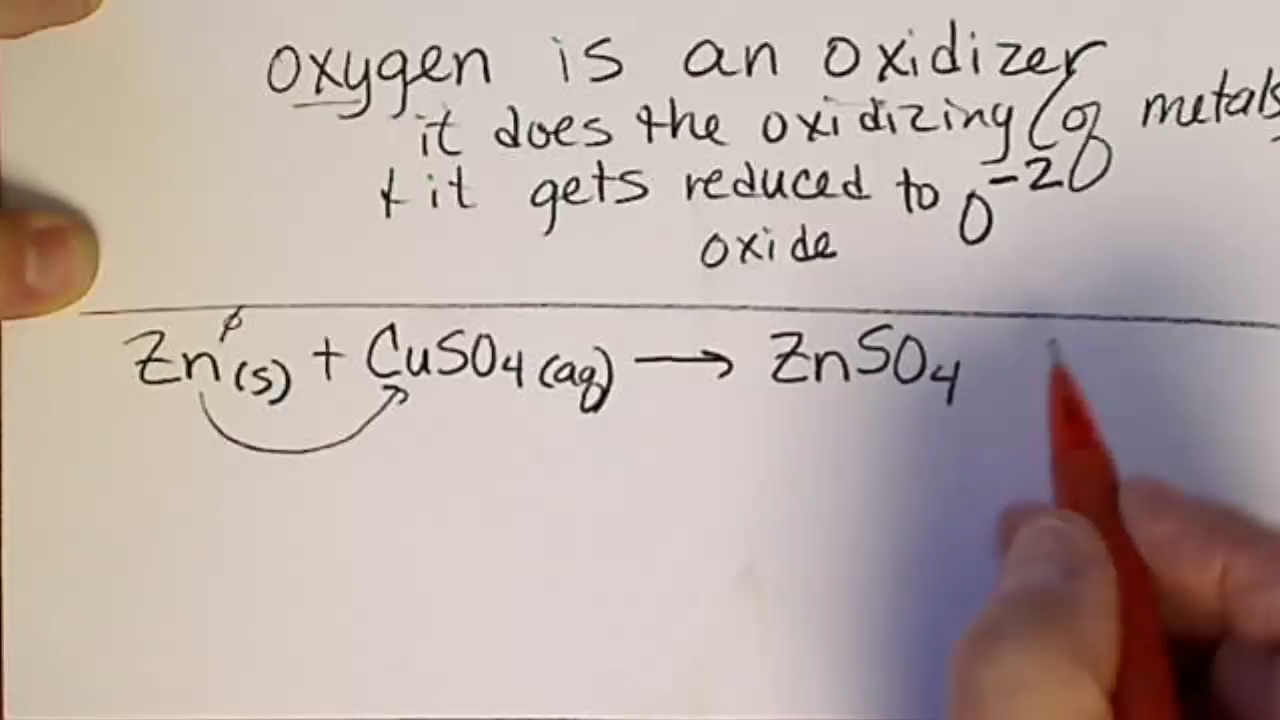 oxygen is an oxidizer
it does the oxidizing (of metals
+ it gets reduced to O⁻²
oxide
Zn⁰(s) + CuSO₄(aq) → ZnSO₄